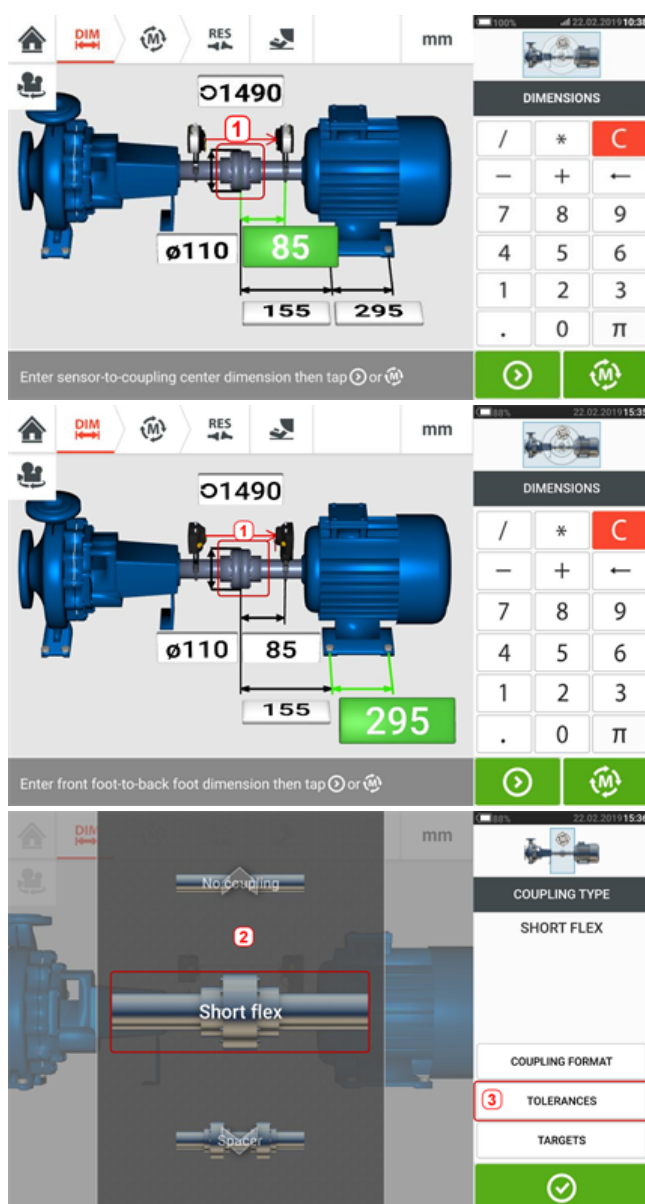 100% 22.02.2019 10:38
DIM RES mm
1490
1
DIMENSIONS
/ * C
− + ←
7 8 9
4 5 6
1 2 3
. 0 π
ø110 85
155 295
Enter sensor-to-coupling center dimension then tap or M
M
88% 22.02.2019 15:35
DIM RES mm
1490
1
DIMENSIONS
/ * C
− + ←
7 8 9
4 5 6
1 2 3
. 0 π
ø110 85
155 295
Enter front foot-to-back foot dimension then tap or M
M
88% 22.02.2019 15:36
DIM mm
No coupling
2
Short flex
Spacer
COUPLING TYPE
SHORT FLEX
COUPLING FORMAT
3 TOLERANCES
TARGETS